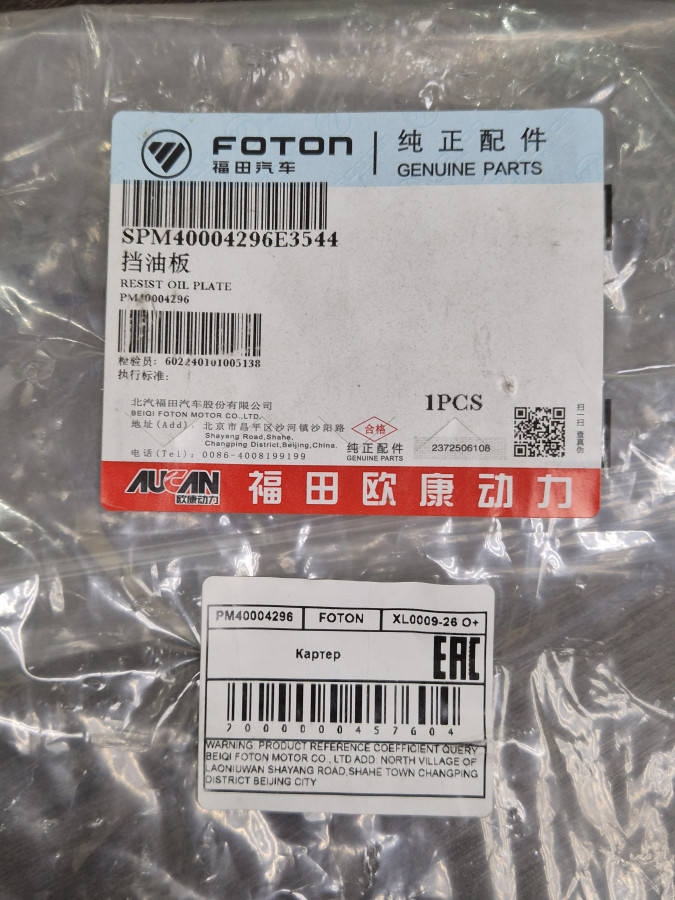 FOTON
福田汽车
纯正配件
GENUINE PARTS
SPM40004296E3544
挡油板
RESIST OIL PLATE
PM40004296
检验员: 602240101005138
执行标准:
北汽福田汽车股份有限公司
BEIQI FOTON MOTOR CO.,LTD.
地址(Add): 北京市昌平区沙河镇沙阳路
Shayang Road,Shahe,
Changping District,Beijing,China.
电话(Tel): 0086-4008199199
合格
纯正配件
GENUINE PARTS
1PCS
2372506108
扫一扫 查真伪
AUCAN
欧康动力
福田欧康动力
PM40004296 FOTON XL0009-26 O+
Картер
EAC
2000000457604
WARNING: PRODUCT REFERENCE COEFFICIENT QUERY
BEIQI FOTON MOTOR CO., LTD ADD: NORTH VILLAGE OF
LAONIUWAN SHAYANG ROAD,SHAHE TOWN CHANGPING
DISTRICT BEIJING CITY